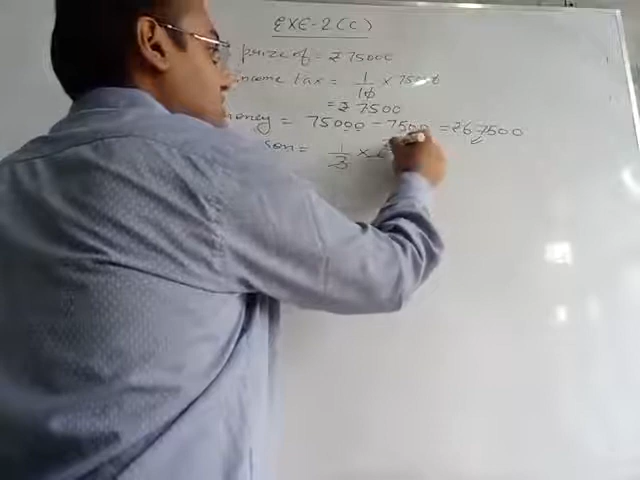 EXE-2(C)
prize of = ₹75000
income tax = 1/10 × 75000
= ₹7500
money = 75000 - 7500 = ₹67500
son = 1/3 ×